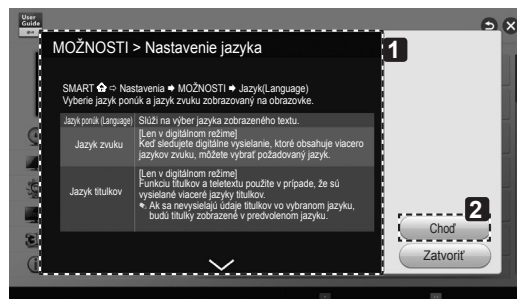 User
Guide
MOŽNOSTI > Nastavenie jazyka
1
SMART ⇨ Nastavenia ➡ MOŽNOSTI ➡ Jazyk(Language)
Vyberie jazyk ponúk a jazyk zvuku zobrazovaný na obrazovke.
Jazyk ponúk (Language) Slúži na výber jazyka zobrazeného textu.
[Len v digitálnom režime]
Jazyk zvuku Keď sledujete digitálne vysielanie, ktoré obsahuje viacero
jazykov zvuku, môžete vybrať požadovaný jazyk.
[Len v digitálnom režime]
Funkciu titulkov a teletextu použite v prípade, že sú
vysielané viaceré jazyky titulkov.
Jazyk titulkov
Ak sa nevysielajú údaje titulkov vo vybranom jazyku,
budú titulky zobrazené v predvolenom jazyku.
2
Choď
Zatvoriť